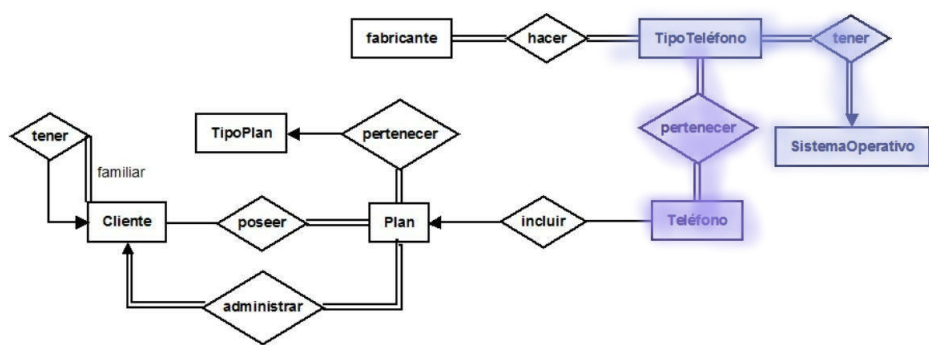 fabricante
hacer
TipoTeléfono
tener
tener
TipoPlan
pertenecer
pertenecer
SistemaOperativo
familiar
Cliente
poseer
Plan
incluir
Teléfono
administrar